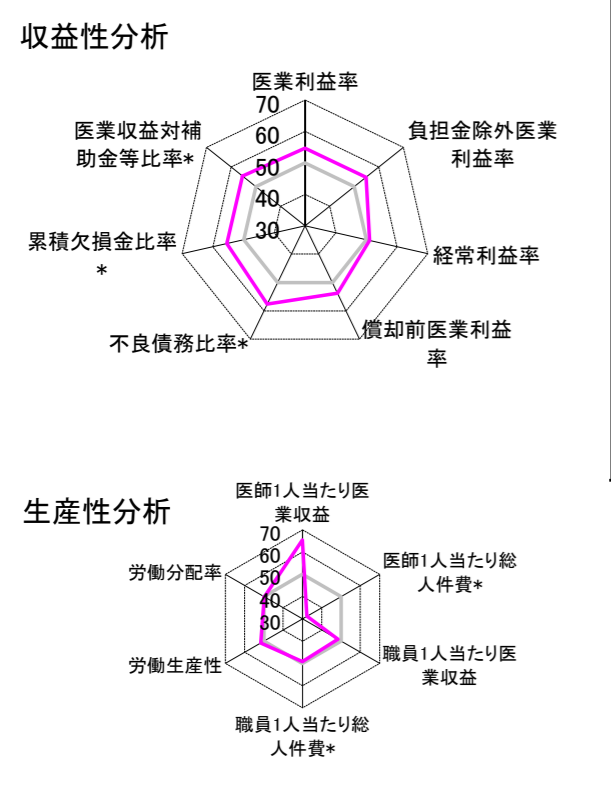 収益性分析
医業利益率
70
60
50
40
30
負担金除外医業
利益率
経常利益率
償却前医業利益
率
不良債務比率*
累積欠損金比率
*
医業収益対補
助金等比率*
生産性分析
医師1人当たり医
業収益
70
60
50
40
30
医師1人当たり総
人件費*
職員1人当たり医
業収益
職員1人当たり総
人件費*
労働生産性
労働分配率